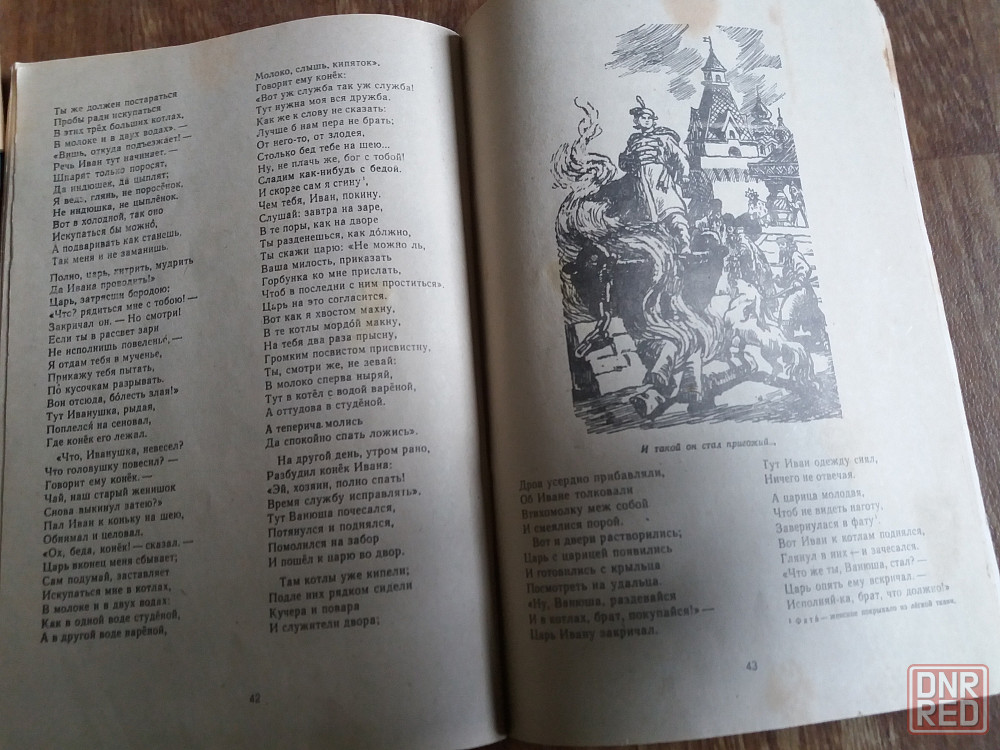 Ты же должен постараться
Пробы ради искупаться
В этих трёх больших котлах,
В молоке и в двух водах». —
«Вишь, откуда подъезжает! —
Речь Иван тут начинает. —
Шпарят только поросят,
Да индюшек, да цыплят;
Я ведь, глянь, не поросёнок,
Не индюшка, не цыплёнок.
Вот в холодной, так оно
Искупаться бы можно́,
А подваривать как станешь,
Так меня и не заманишь.
Полно, царь, хитрить, мудрить
Да Ивана проводить!»
Царь, затрясши бородою:
«Что? рядиться мне с тобою! —
Закричал он. — Но смотри!
Если ты в рассвет зари
Не исполнишь повеленье, —
Я отдам тебя в мученье,
Прикажу тебя пытать,
По́ кусочкам разрывать.
Вон отсюда, бо́лесть злая!»
Тут Иванушка, рыдая,
Поплелся́ на сеновал,
Где конёк его лежал.
«Что, Иванушка, невесел?
Что головушку повесил? —
Говорит ему конёк. —
Чай, наш старый женишок
Снова выкинул затею?»
Пал Иван к коньку на шею,
Обнимал и целовал.
«Ох, беда, конёк! — сказал. —
Царь вконец меня сбывает;
Сам подумай, заставляет
Искупаться мне в котлах,
В молоке и в двух водах:
Как в одной воде студёной,
А в другой воде варёной,
Молоко, слышь, кипяток».
Говорит ему конёк:
«Вот уж служба так уж служба!
Тут нужна моя вся дружба.
Как же к слову не сказать:
Лучше б нам пера не брать;
От него-то, от злодея,
Столько бед тебе на шею...
Ну, не плачь же, бог с тобой!
Сладим как-нибудь с бедой.
И скорее сам я сгину¹,
Чем тебя, Иван, покину.
Слушай: завтра на заре,
В те поры, как на дворе
Ты разденешься, как до́лжно,
Ты скажи царю: «Не можно ль,
Ваша милость, приказать
Горбунка ко мне прислать,
Чтоб в последни с ним проститься».
Царь на это согласится.
Вот как я хвостом махну,
В те котлы мордо́й макну,
На тебя два раза прысну,
Громким посвистом присвистну,
Ты, смотри же, не зевай:
В молоко сперва ныряй,
Тут в котёл с водой варёной,
А оттудова в студёной.
А теперича молись
Да спокойно спать ложись».
На другой день, утром рано,
Разбудил конёк Ивана:
«Эй, хозяин, полно спать!
Время службу исправлять».
Тут Ванюша почесался,
Потянулся и поднялся,
Помолился на забор
И пошёл к царю во двор.
Там котлы уже кипели;
Подле них рядком сидели
Кучера и повара
И служители двора;
42
И такой он стал пригожий...
Дров усердно прибавляли,
Об Иване толковали
Втихомолку меж собой
И смеялися порой.
Вот и двери растворились;
Царь с царицей появились
И готовились с крыльца
Посмотреть на удальца.
«Ну, Ванюша, раздевайся
И в котлах, брат, покупайся!» —
Царь Ивану закричал.
Тут Иван одежду снял,
Ничего не отвечая.
А царица молодая,
Чтоб не видеть наготу,
Завернулася в фату¹.
Вот Иван к котлам поднялся,
Глянул в них — и зачесался.
«Что же ты, Ванюша, стал? —
Царь опять ему вскричал. —
Исполняй-ка, брат, что должно!»
¹ Фата́ — женское покрывало из лёгкой ткани.
43
DNR
RED